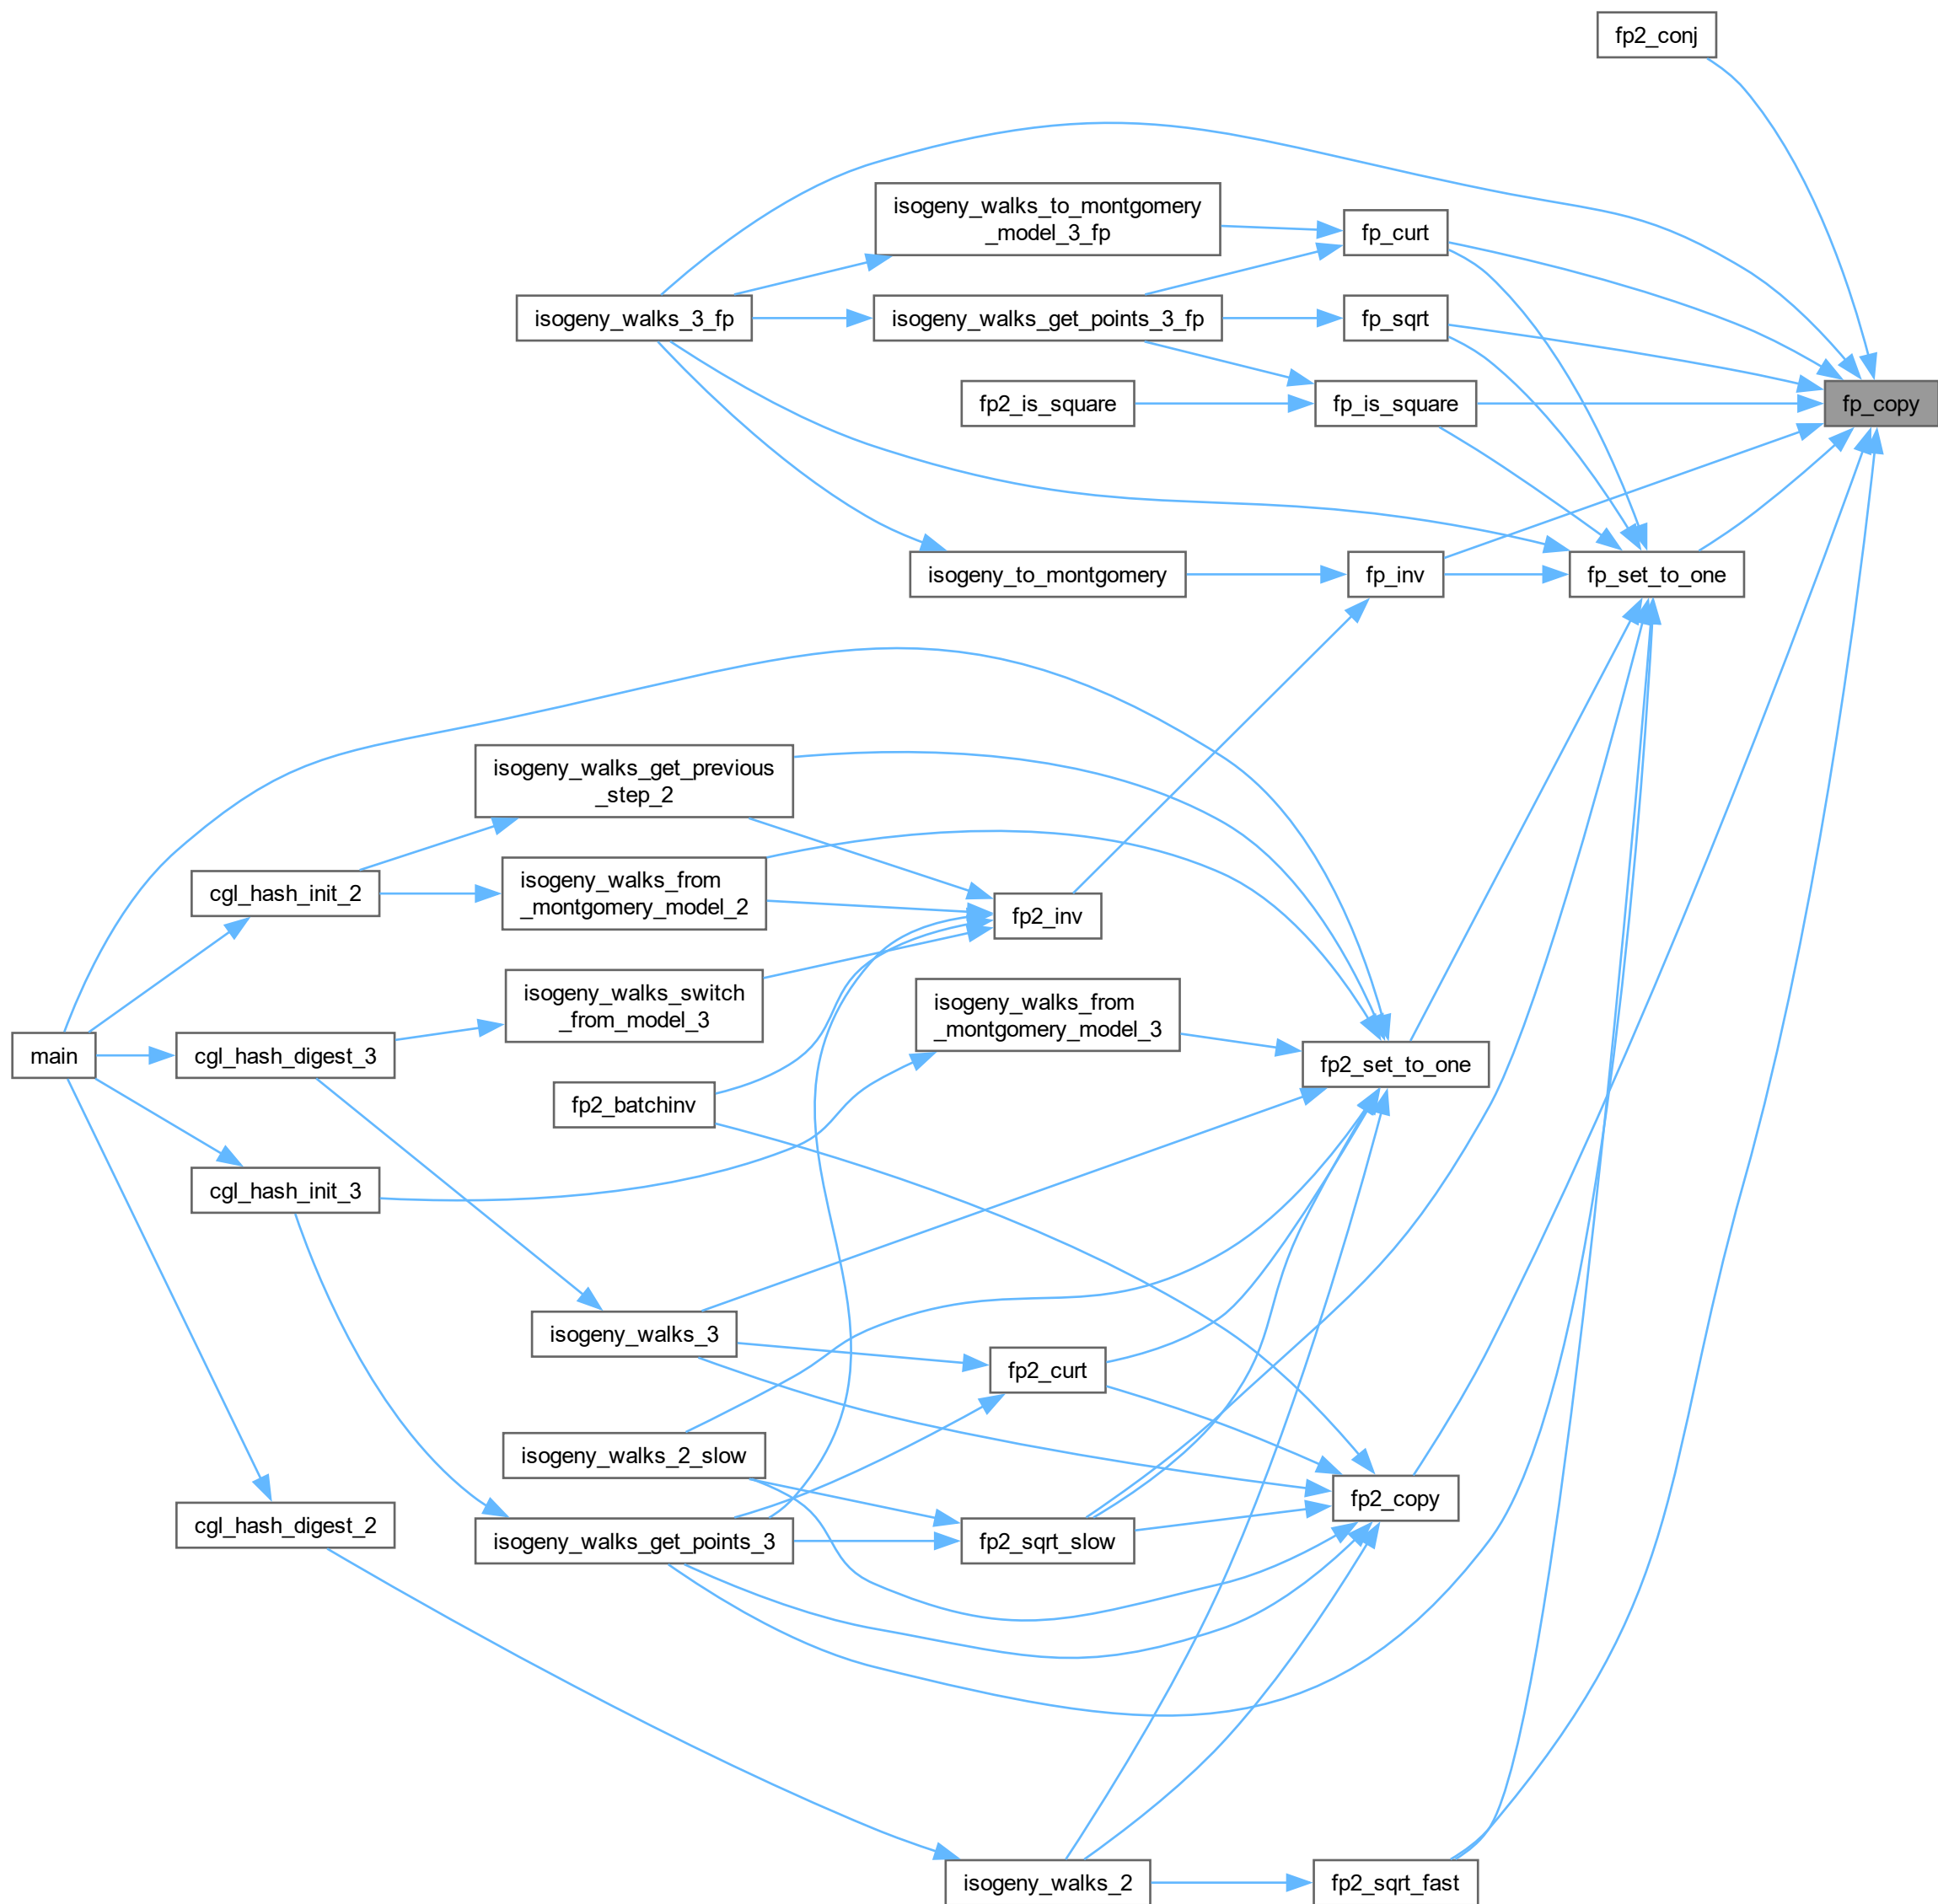 fp2_conj
isogeny_walks_to_montgomery
_model_3_fp
fp_curt
isogeny_walks_3_fp
isogeny_walks_get_points_3_fp
fp_sqrt
fp2_is_square
fp_is_square
fp_copy
isogeny_to_montgomery
fp_inv
fp_set_to_one
isogeny_walks_get_previous
_step_2
cgl_hash_init_2
isogeny_walks_from
_montgomery_model_2
fp2_inv
isogeny_walks_switch
_from_model_3
isogeny_walks_from
_montgomery_model_3
main
cgl_hash_digest_3
fp2_set_to_one
fp2_batchinv
cgl_hash_init_3
isogeny_walks_3
fp2_curt
isogeny_walks_2_slow
fp2_copy
cgl_hash_digest_2
isogeny_walks_get_points_3
fp2_sqrt_slow
isogeny_walks_2
fp2_sqrt_fast